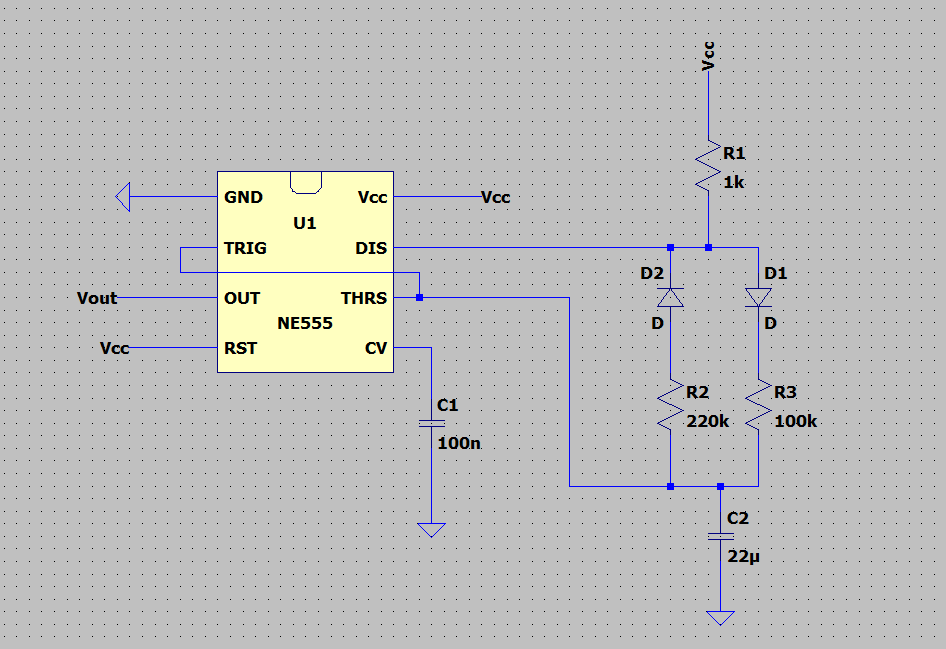 Vcc
R1
1k
GND
Vcc
Vcc
U1
TRIG
DIS
D2
D1
Vout
OUT
THRS
NE555
D
D
Vcc
RST
CV
R2
R3
C1
220k
100k
100n
C2
22µ